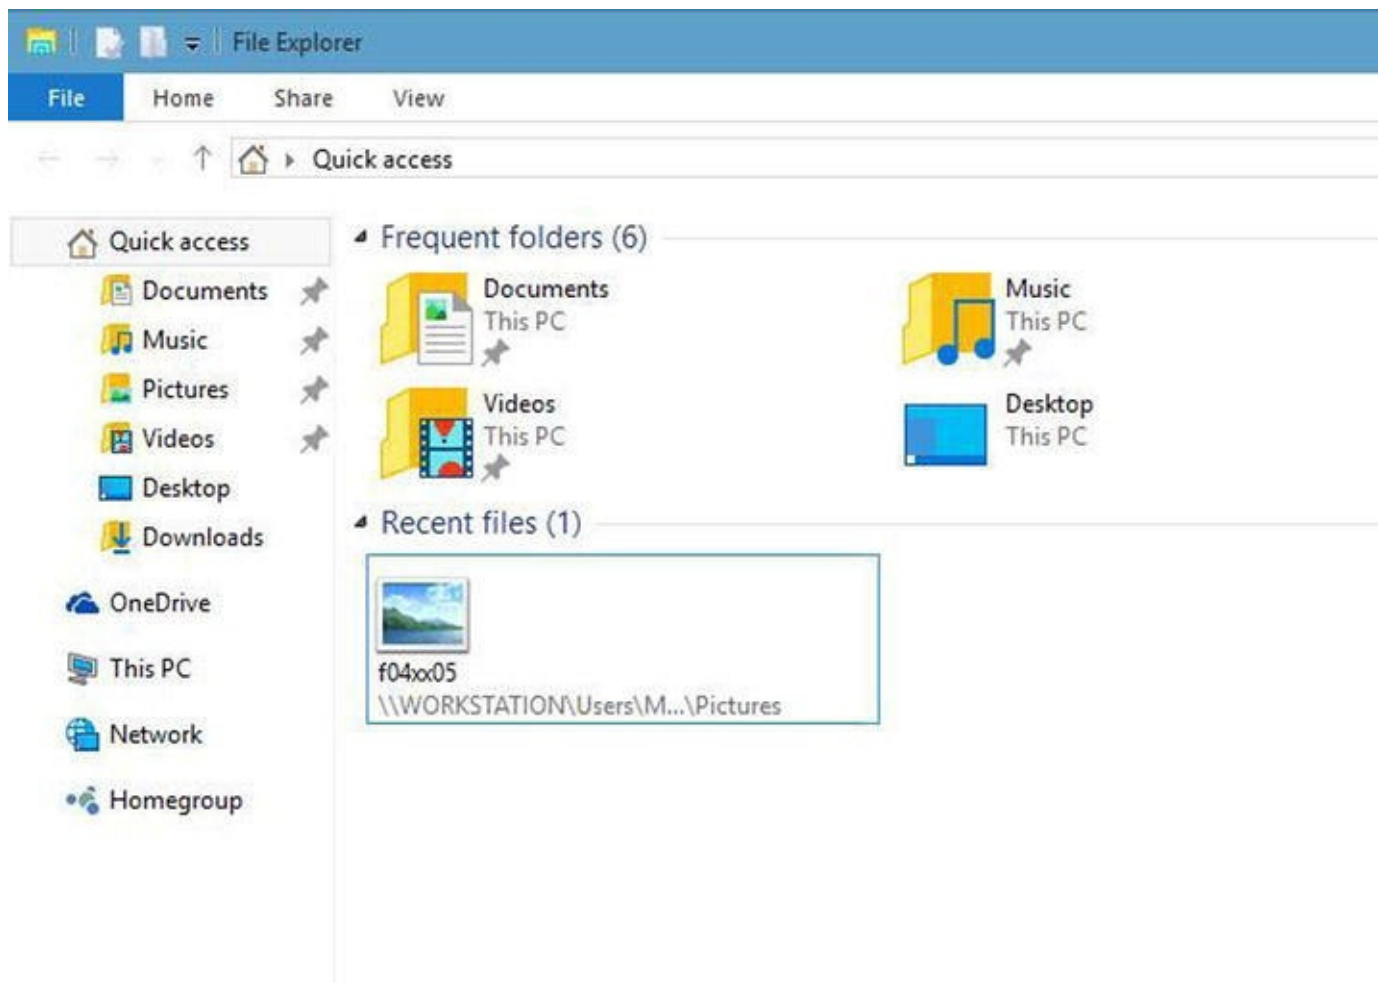 File Explorer
File Home Share View
Quick access
Quick access
Documents
Music
Pictures
Videos
Desktop
Downloads
OneDrive
This PC
Network
Homegroup
Frequent folders (6)
Documents
This PC
Music
This PC
Videos
This PC
Desktop
This PC
Recent files (1)
f04xx05
\\WORKSTATION\Users\M...\Pictures